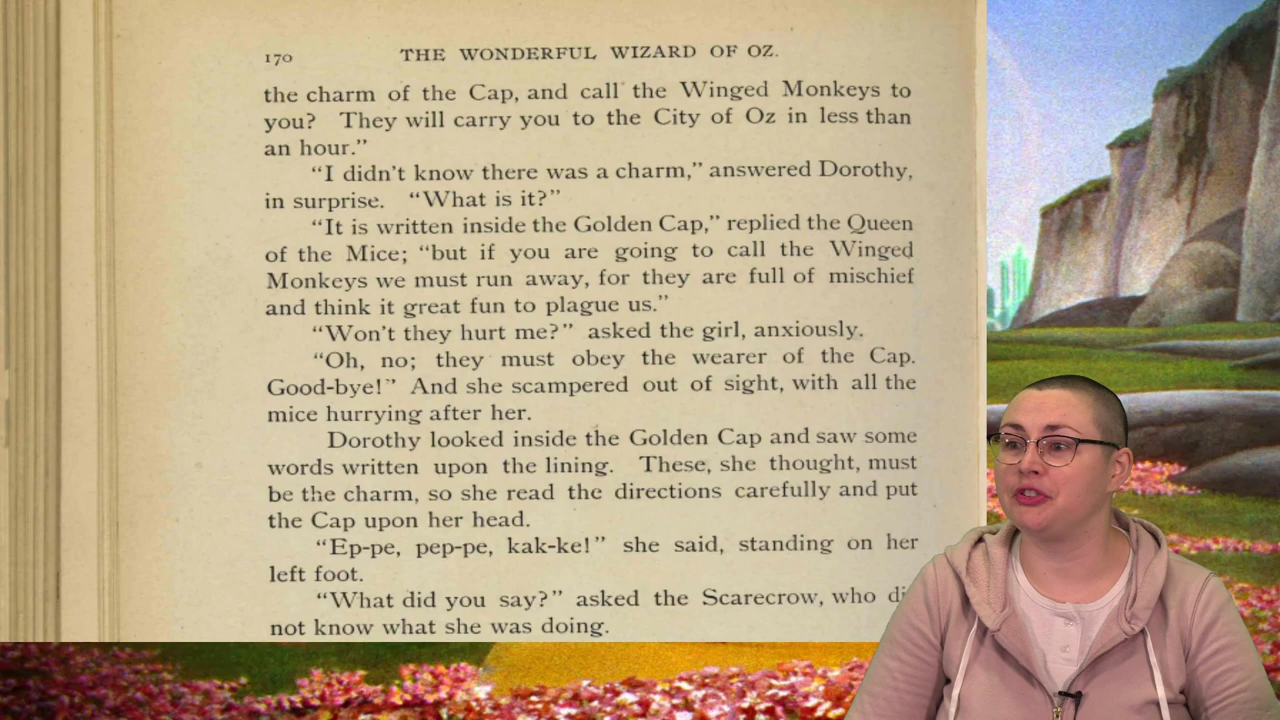 170 THE WONDERFUL WIZARD OF OZ.
the charm of the Cap, and call the Winged Monkeys to
you? They will carry you to the City of Oz in less than
an hour.”
“I didn’t know there was a charm,” answered Dorothy,
in surprise. “What is it?”
“It is written inside the Golden Cap,” replied the Queen
of the Mice; “but if you are going to call the Winged
Monkeys we must run away, for they are full of mischief
and think it great fun to plague us.”
“Won’t they hurt me?” asked the girl, anxiously.
“Oh, no; they must obey the wearer of the Cap.
Good-bye!” And she scampered out of sight, with all the
mice hurrying after her.
Dorothy looked inside the Golden Cap and saw some
words written upon the lining. These, she thought, must
be the charm, so she read the directions carefully and put
the Cap upon her head.
“Ep-pe, pep-pe, kak-ke!” she said, standing on her
left foot.
“What did you say?” asked the Scarecrow, who
not know what she was doing.